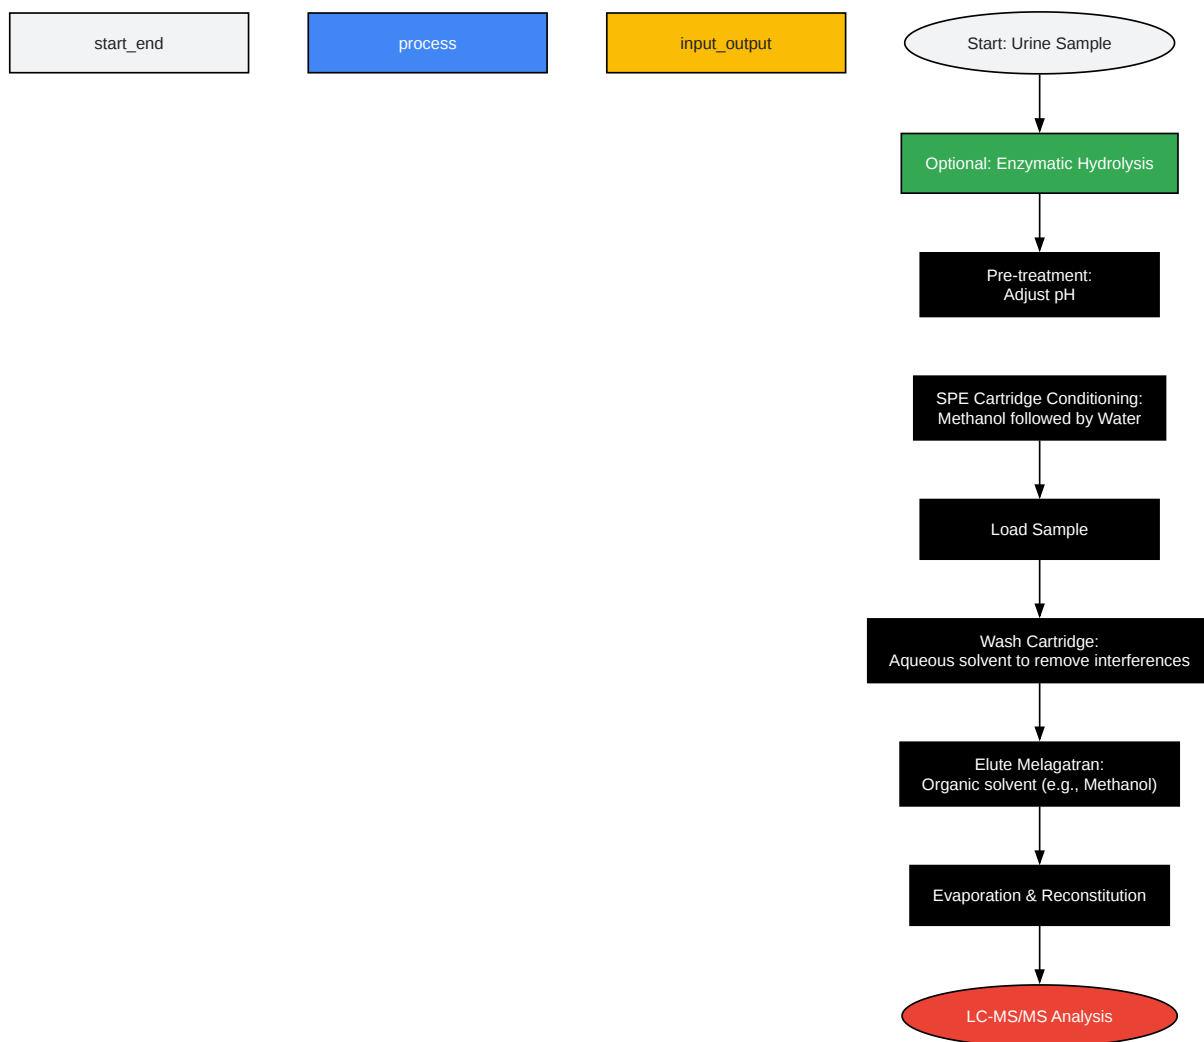 start_end
process
input_output
Start: Urine Sample
Optional: Enzymatic Hydrolysis
Pre-treatment:
Adjust pH
SPE Cartridge Conditioning:
Methanol followed by Water
Load Sample
Wash Cartridge:
Aqueous solvent to remove interferences
Elute Melagatran:
Organic solvent (e.g., Methanol)
Evaporation & Reconstitution
LC-MS/MS Analysis